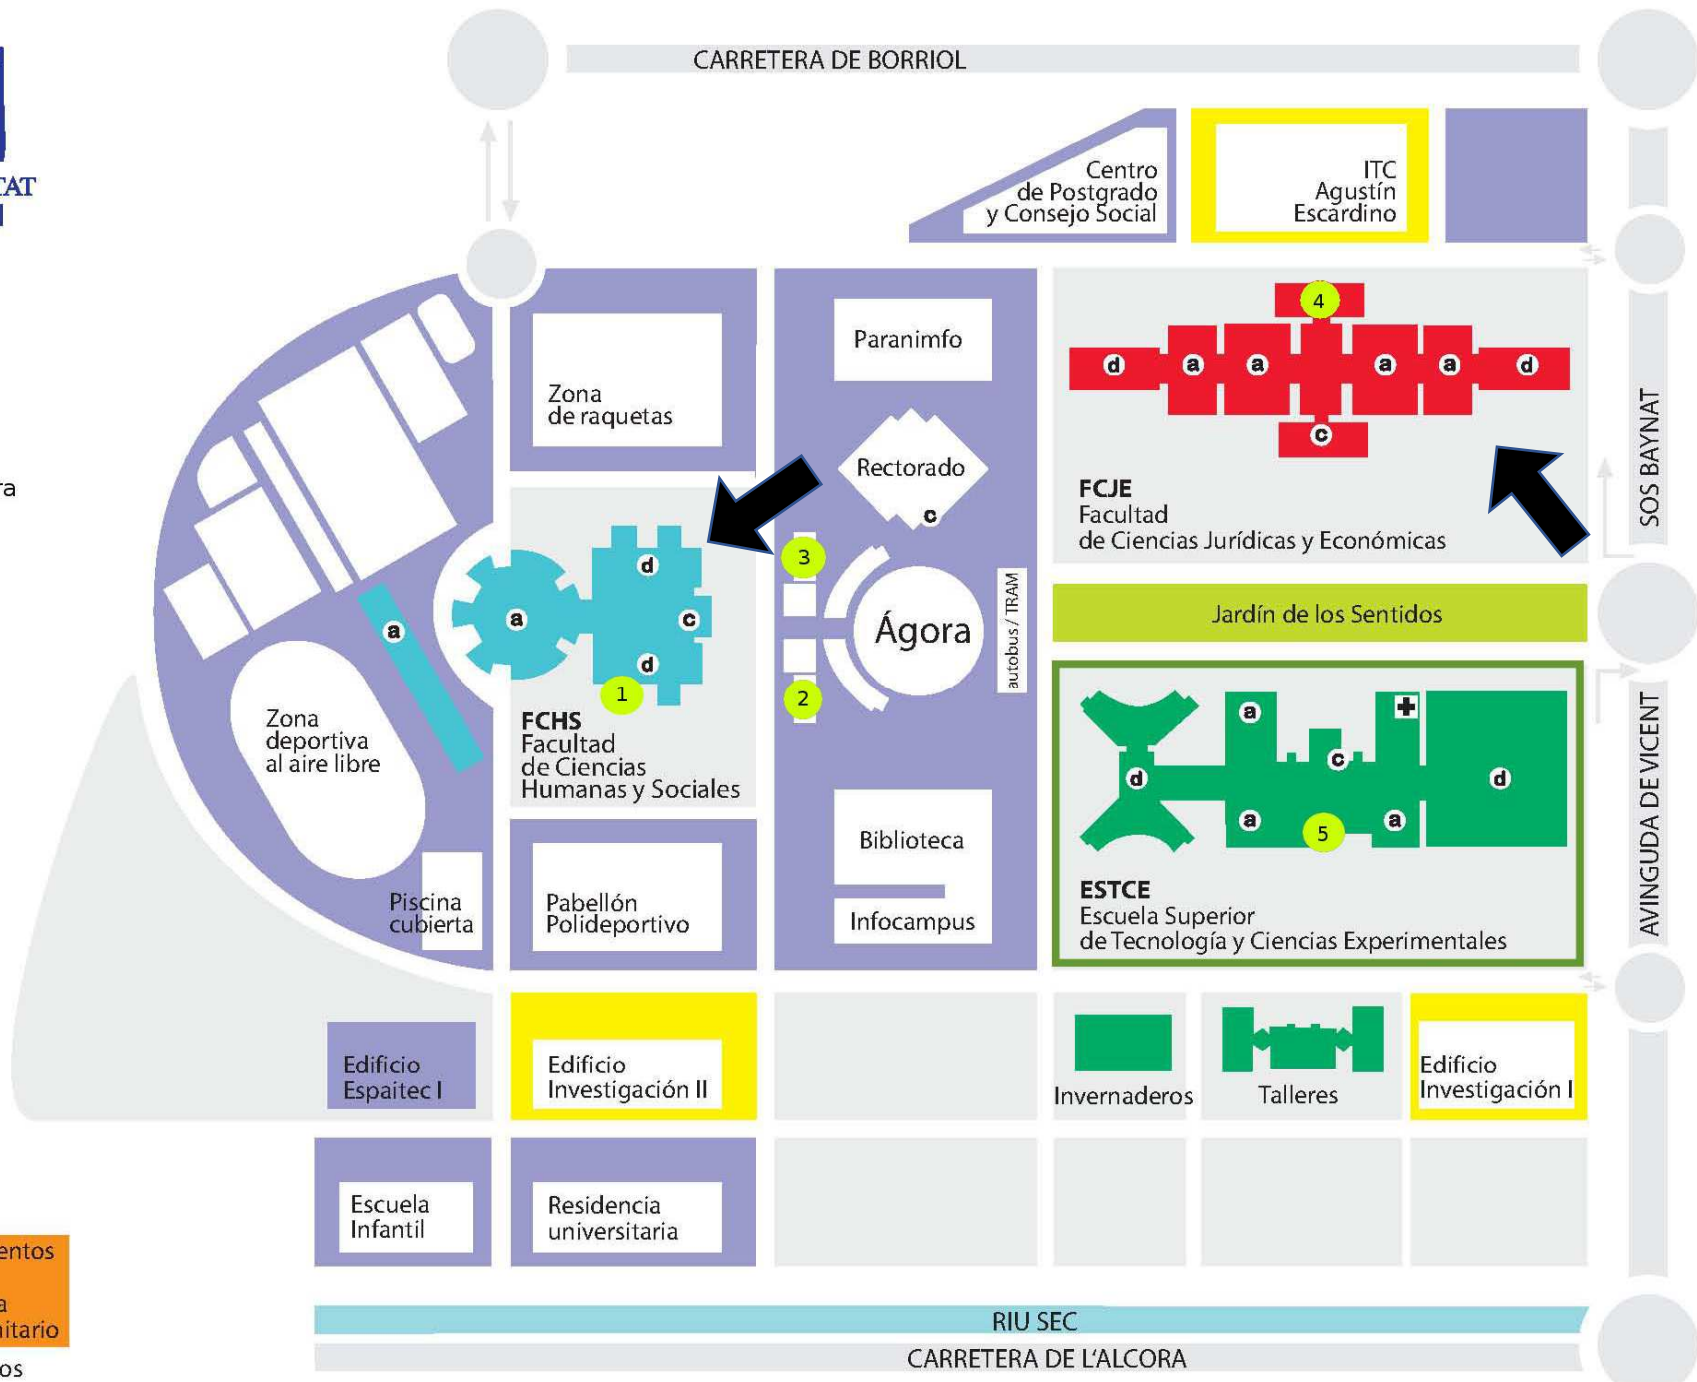 CARRETERA DE BORRIOL
Centro
de Postgrado
y Consejo Social
ITC
Agustín
Escardino
Paranimfo
4
d
a
a
a
a
d
c
Zona
de raquetas
Rectorado
c
FCJE
Facultad
de Ciencias Jurídicas y Económicas
SOS BAYNAT
3
d
a
c
d
1
a
2
Ágora
autobus / TRAM
Jardín de los Sentidos
FCHS
Facultad
de Ciencias
Humanas y Sociales
Zona
deportiva
al aire libre
a
c
d
d
a
5
a
AVINGUDA DE VICENT
Biblioteca
Infocampus
Piscina
cubierta
Pabellón
Polideportivo
ESTCE
Escuela Superior
de Tecnología y Ciencias Experimentales
Edificio
Espaitec I
Edificio
Investigación II
Invernaderos
Talleres
Edificio
Investigación I
Escuela
Infantil
Residencia
universitaria
RIU SEC
CARRETERA DE L'ALCORA